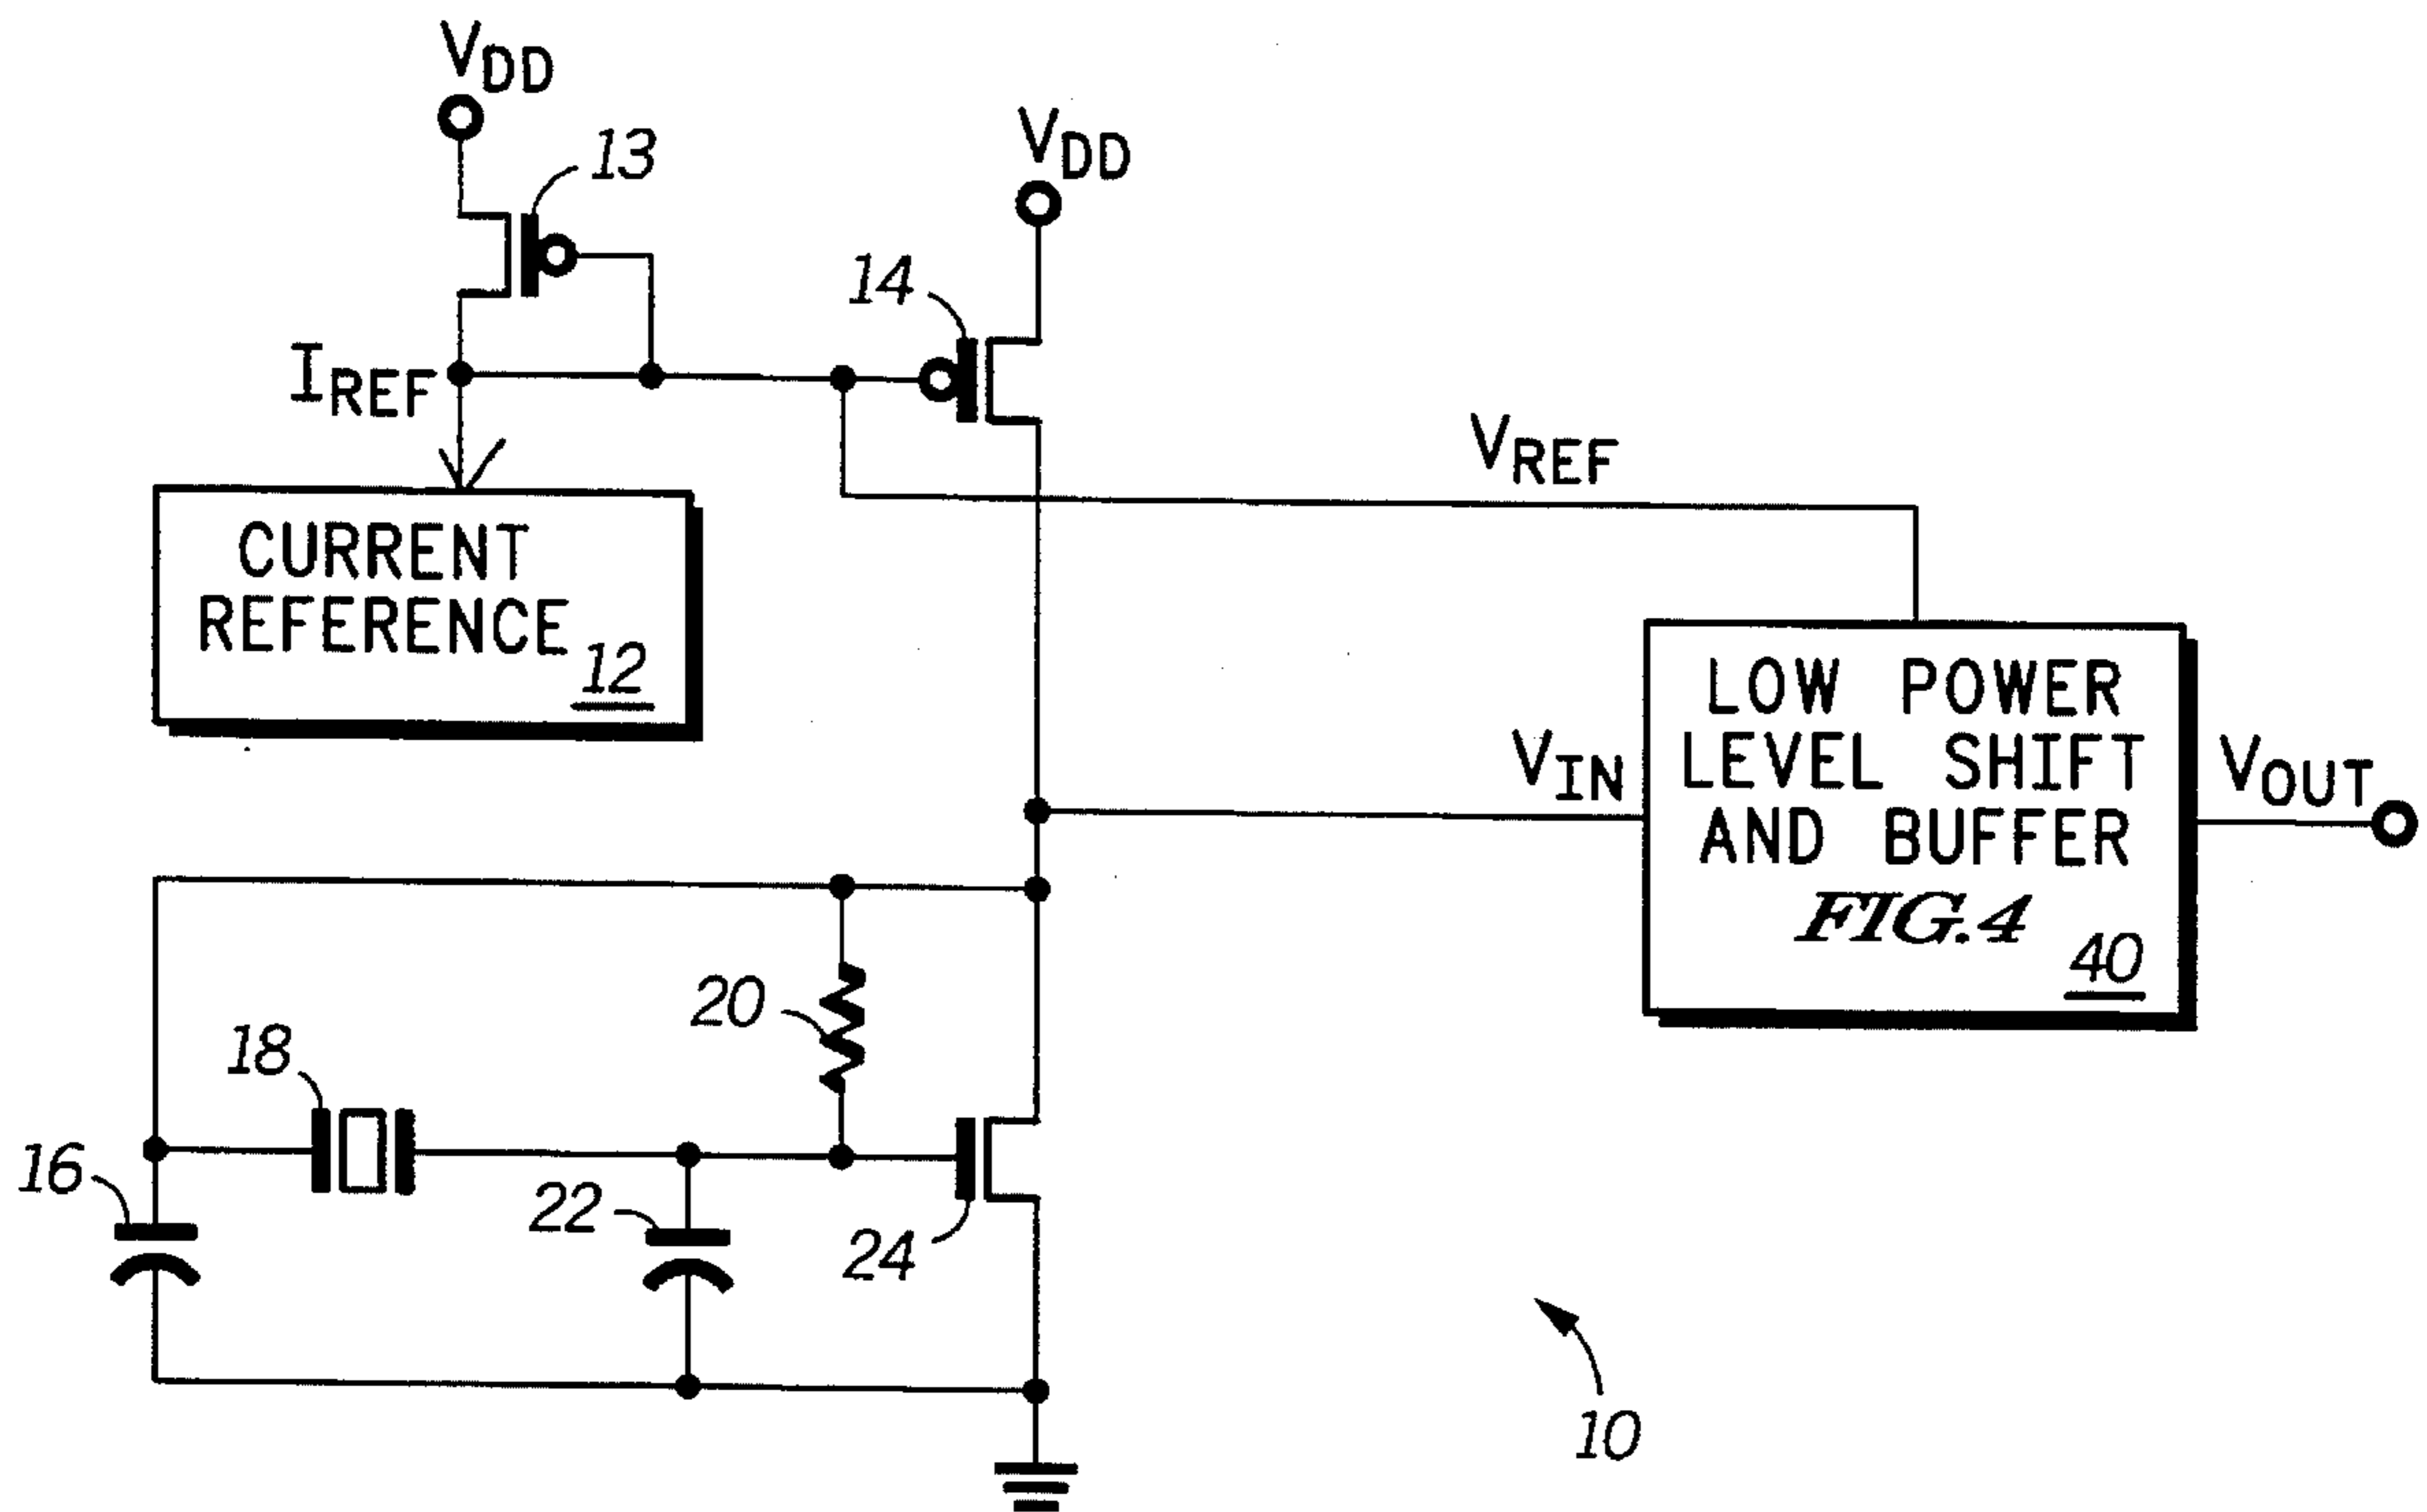 VDD
13
VDD
14
IREF
VREF
CURRENT
REFERENCE
12
LOW POWER
LEVEL SHIFT
AND BUFFER
FIG.4
40
VIN
VOUT
20
18
16
22
24
10